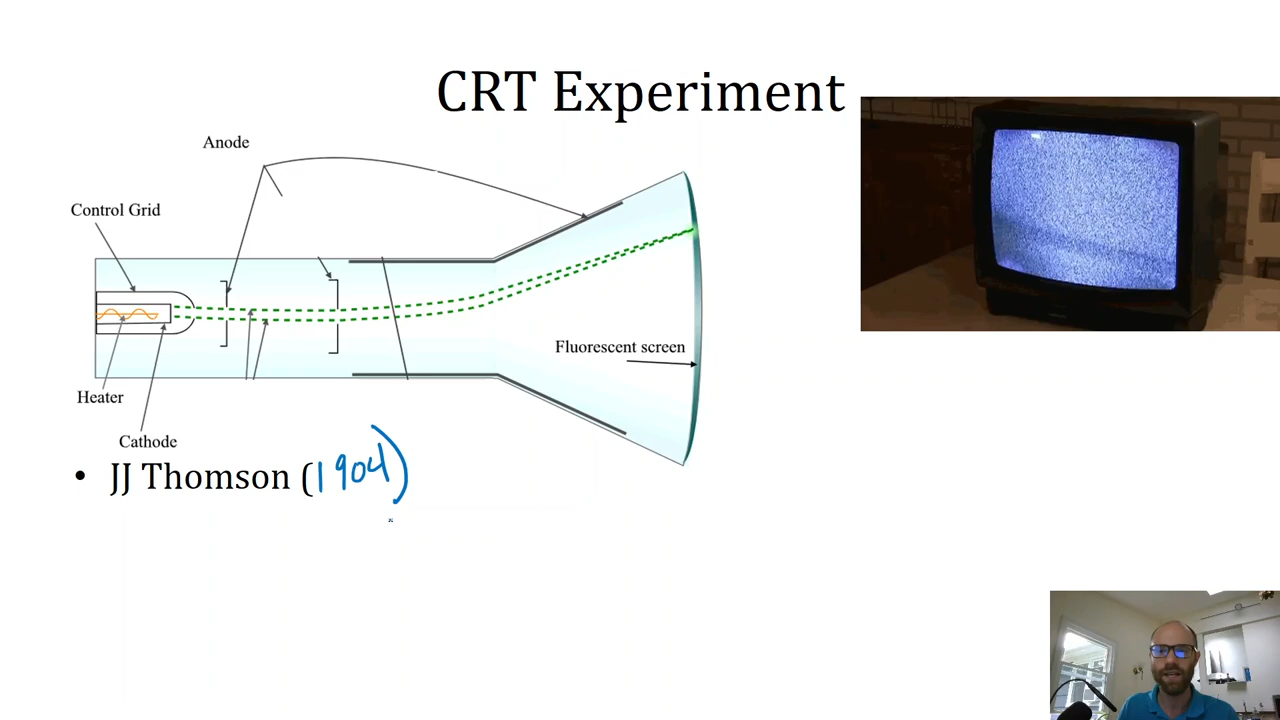 CRT Experiment
Anode
Control Grid
Fluorescent screen
Heater
Cathode
• JJ Thomson (1904)